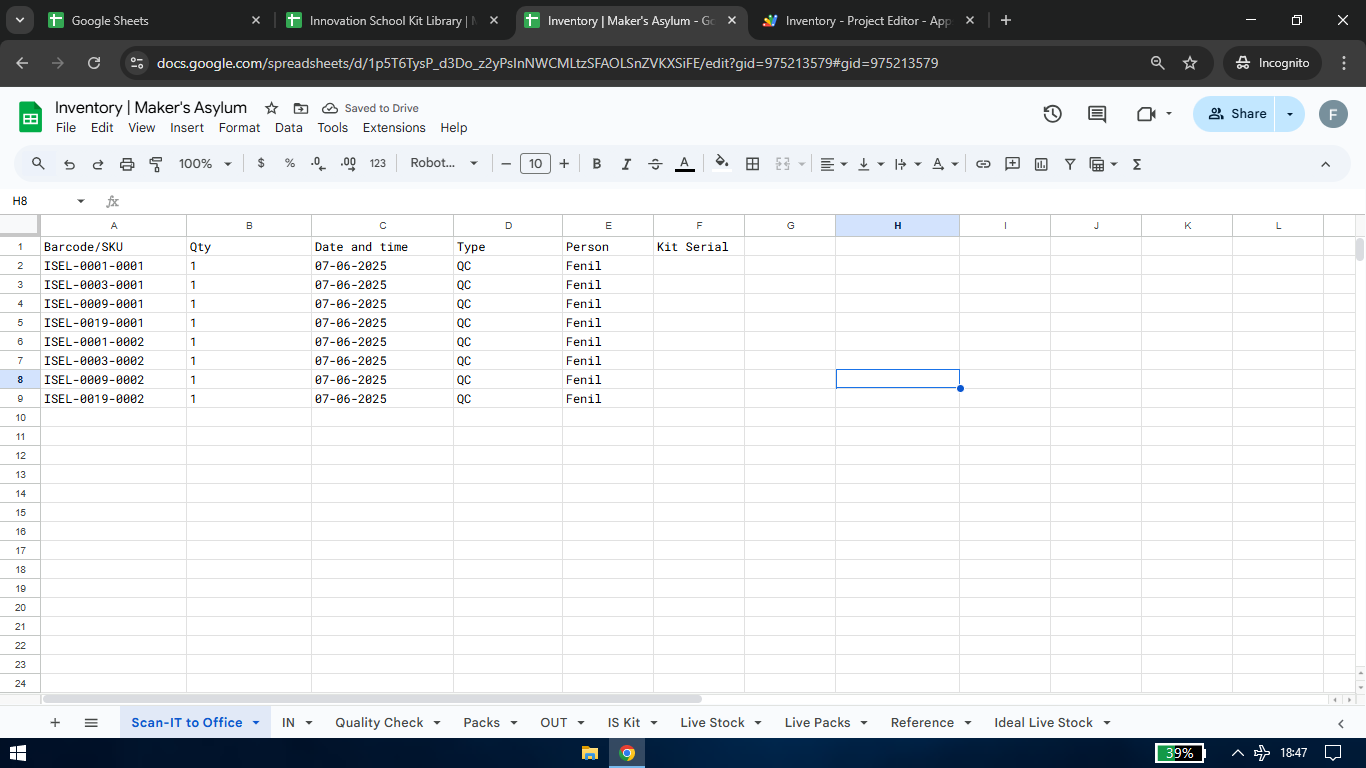 Google Sheets
Innovation School Kit Library |
Inventory | Maker's Asylum - Go
Inventory - Project Editor - App
docs.google.com/spreadsheets/d/1p5T6TysP_d3Do_z2yPsInNWCMLtzSFAOLSnZVKXSiFE/edit?gid=975213579#gid=975213579
Incognito
Inventory | Maker's Asylum
Saved to Drive
File Edit View Insert Format Data Tools Extensions Help
Share
F
100% $ % .0 .00 123 Robot... 10 B I A
H8
fx
A B C D E F G H I J K L
1 Barcode/SKU Qty Date and time Type Person Kit Serial
2 ISEL-0001-0001 1 07-06-2025 QC Fenil
3 ISEL-0003-0001 1 07-06-2025 QC Fenil
4 ISEL-0009-0001 1 07-06-2025 QC Fenil
5 ISEL-0019-0001 1 07-06-2025 QC Fenil
6 ISEL-0001-0002 1 07-06-2025 QC Fenil
7 ISEL-0003-0002 1 07-06-2025 QC Fenil
8 ISEL-0009-0002 1 07-06-2025 QC Fenil
9 ISEL-0019-0002 1 07-06-2025 QC Fenil
10
11
12
13
14
15
16
17
18
19
20
21
22
23
24
Scan-IT to Office IN Quality Check Packs OUT IS Kit Live Stock Live Packs Reference Ideal Live Stock
39%
18:47